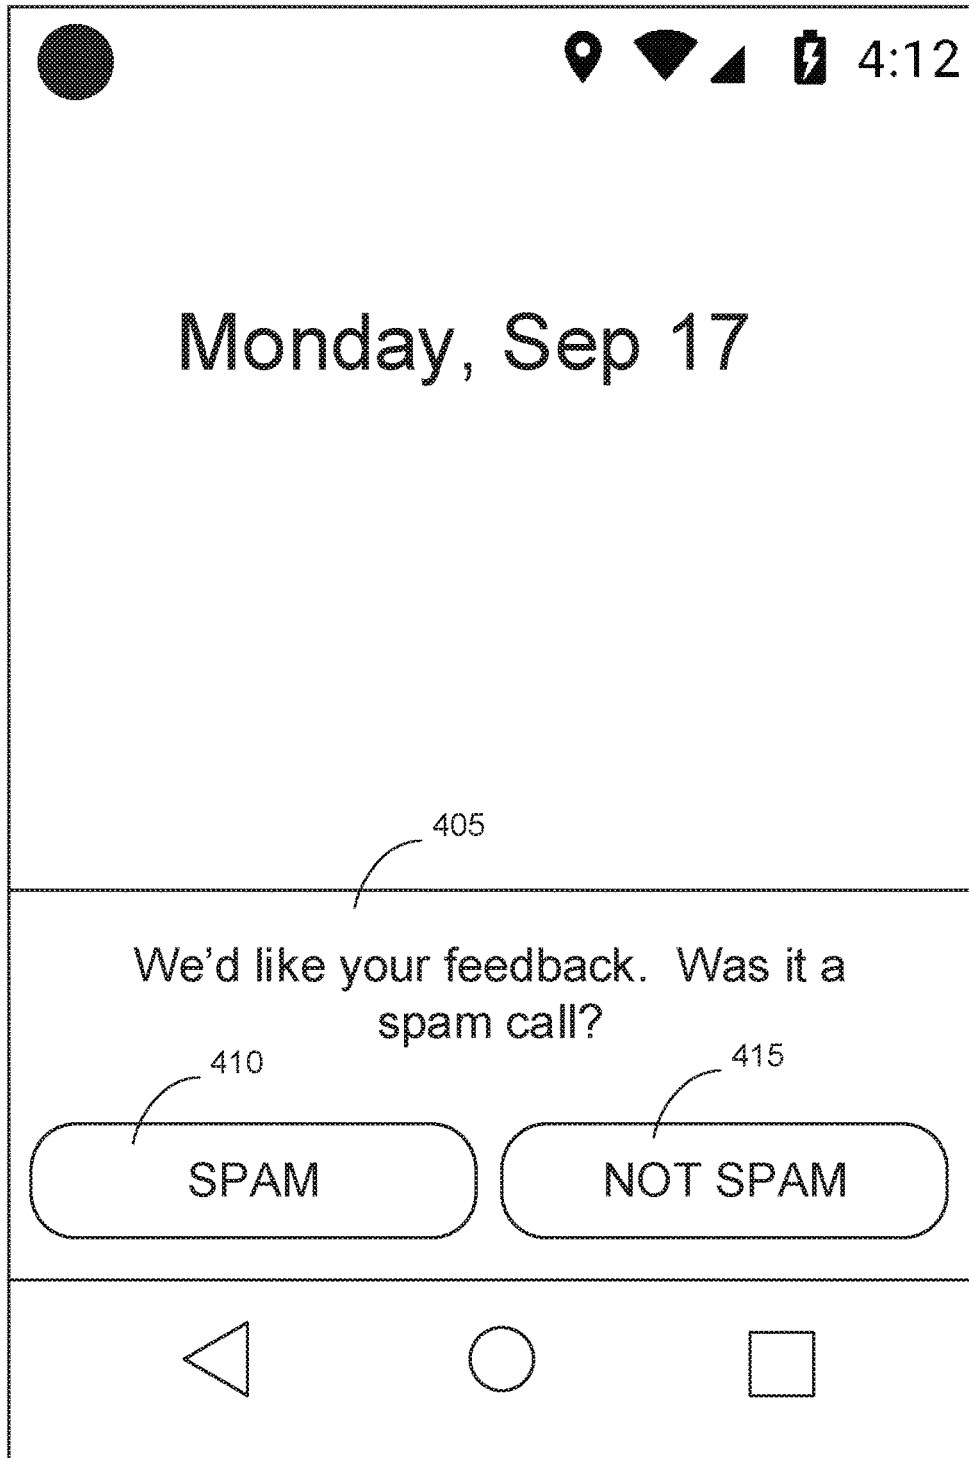 4:12
Monday, Sep 17
405
We’d like your feedback.  Was it a
spam call?
410
415
SPAM
NOT SPAM